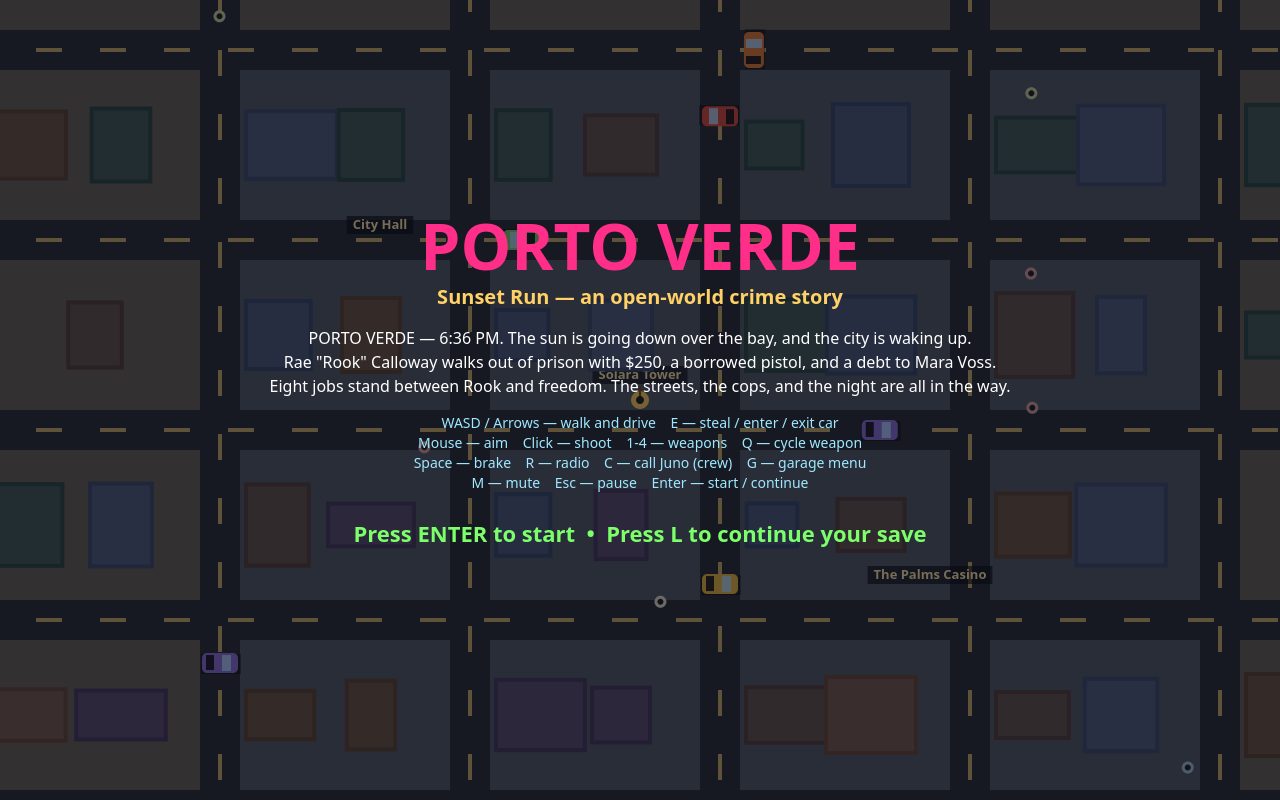 City Hall
PORTO VERDE
Sunset Run — an open-world crime story
PORTO VERDE — 6:36 PM. The sun is going down over the bay, and the city is waking up.
Rae "Rook" Calloway walks out of prison with $250, a borrowed pistol, and a debt to Mara Voss.
Solara Tower
Eight jobs stand between Rook and freedom. The streets, the cops, and the night are all in the way.
WASD / Arrows — walk and drive    E — steal / enter / exit car
Mouse — aim    Click — shoot    1-4 — weapons    Q — cycle weapon
Space — brake    R — radio    C — call Juno (crew)    G — garage menu
M — mute    Esc — pause    Enter — start / continue
Press ENTER to start  •  Press L to continue your save
The Palms Casino